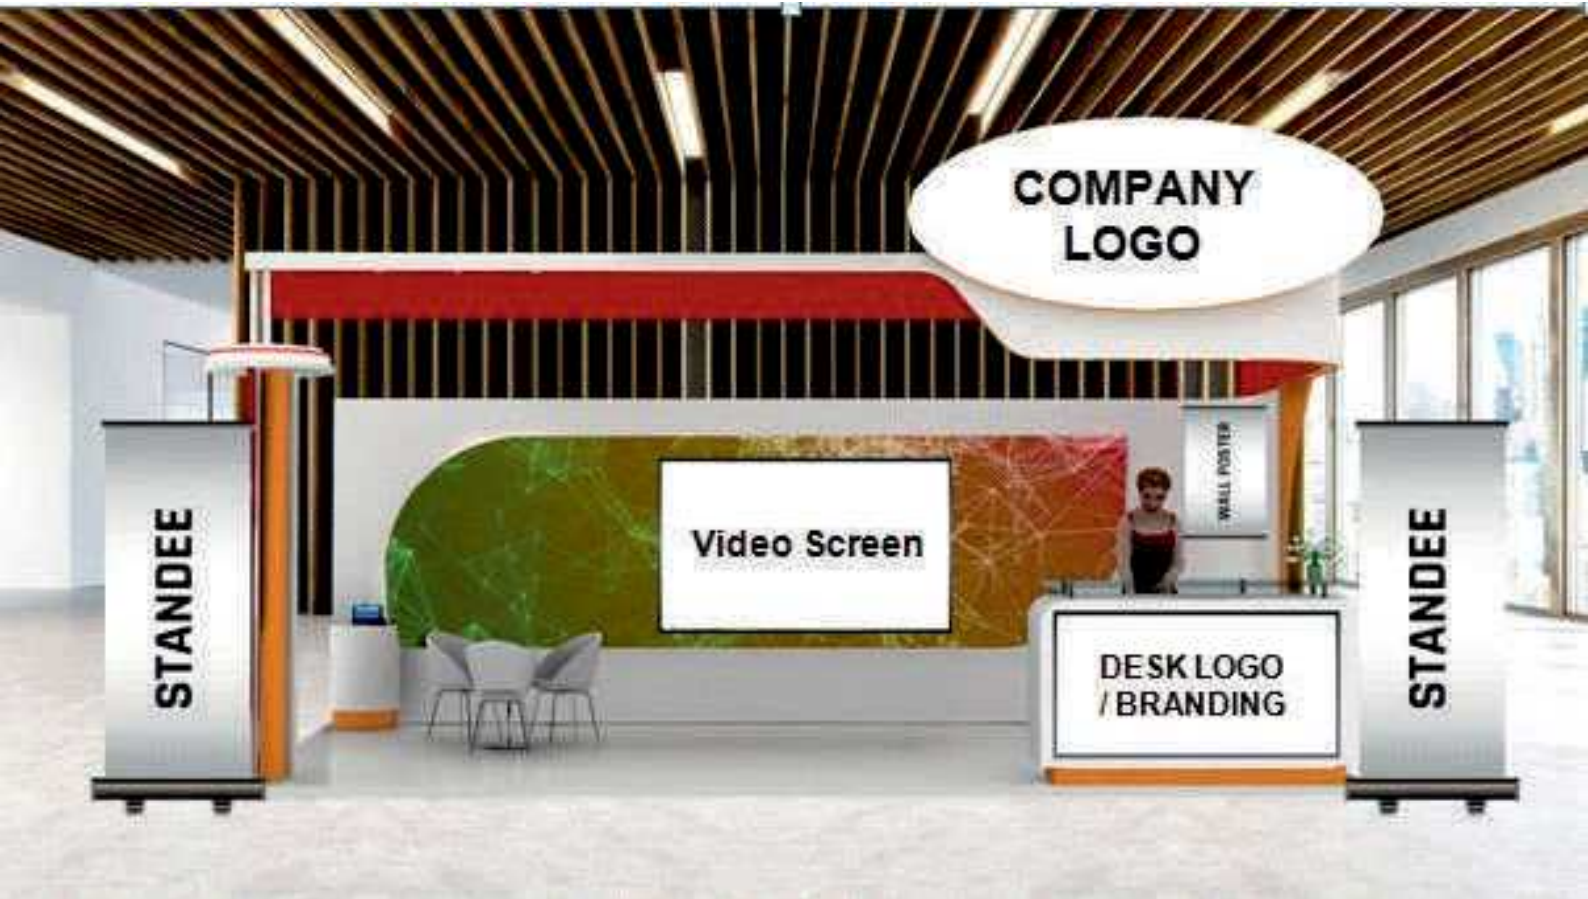 COMPANY
LOGO
WALL POSTER
STANDEE
Video Screen
STANDEE
DESK LOGO
/ BRANDING